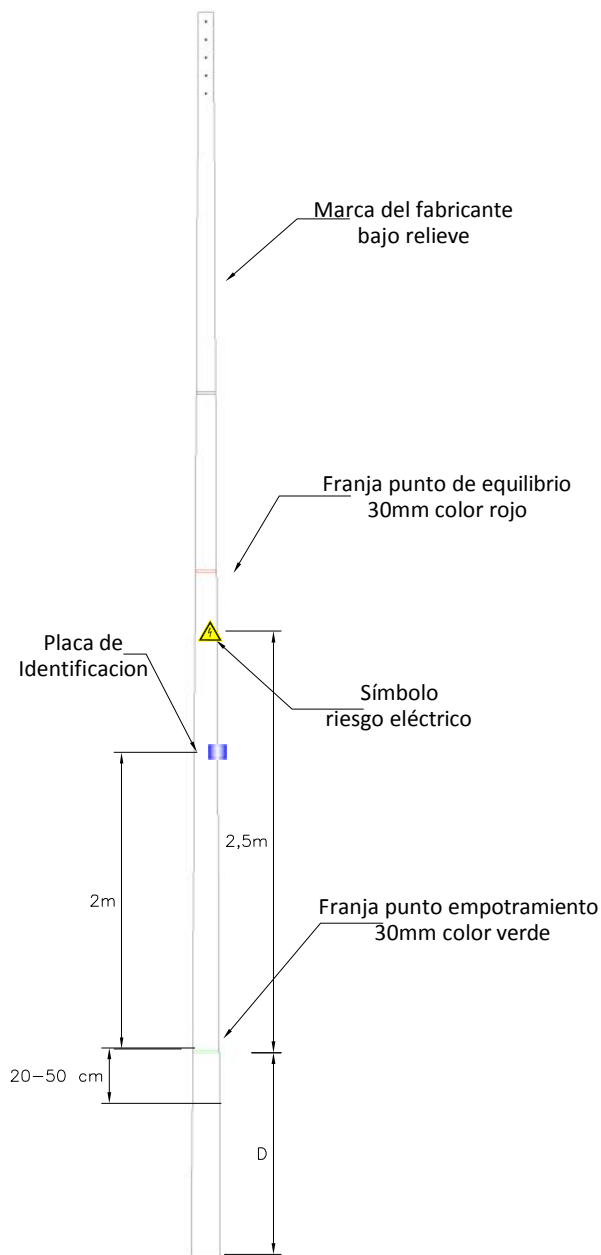 Marca del fabricante
bajo relieve
Franja punto de equilibrio
30mm color rojo
Placa de
Identificacion
Símbolo
riesgo eléctrico
2,5m
2m
Franja punto empotramiento
30mm color verde
20-50 cm
D